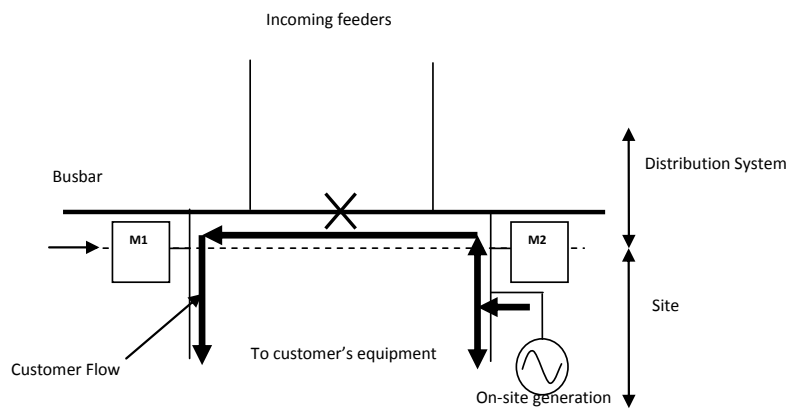 Incoming feeders
Distribution System
Busbar
M1
M2
Site
To customer's equipment
Customer Flow
On-site generation